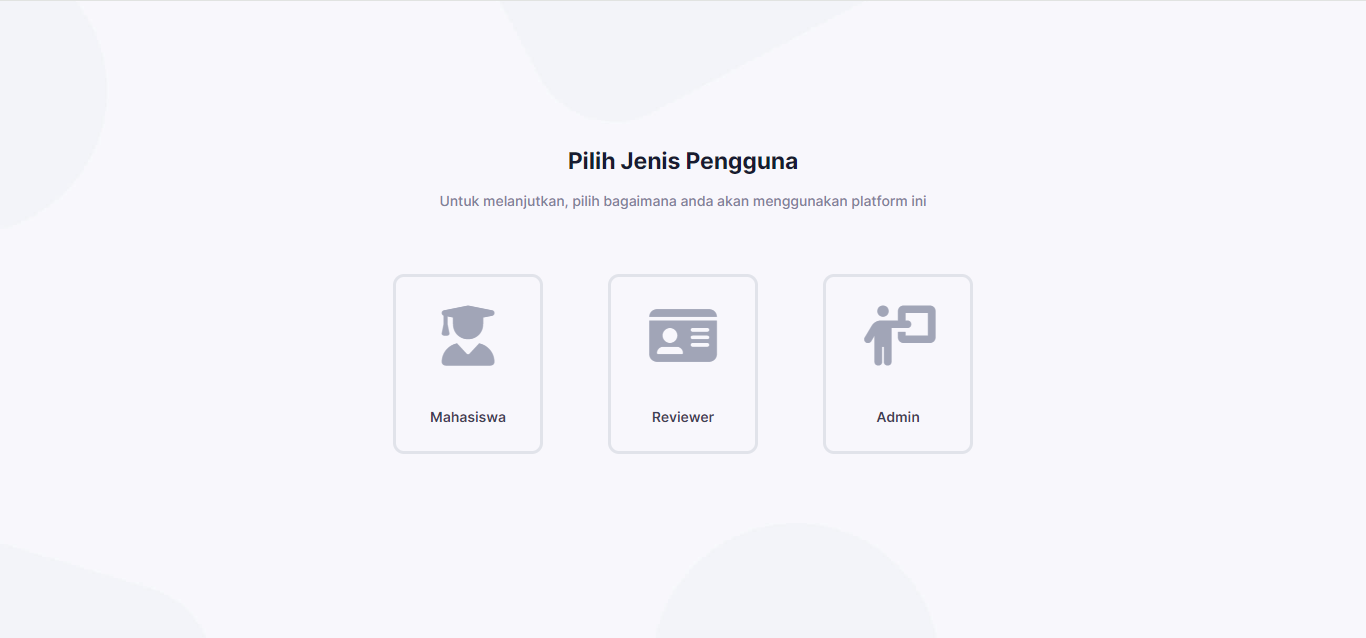 Pilih Jenis Pengguna
Untuk melanjutkan, pilih bagaimana anda akan menggunakan platform ini
Mahasiswa
Reviewer
Admin